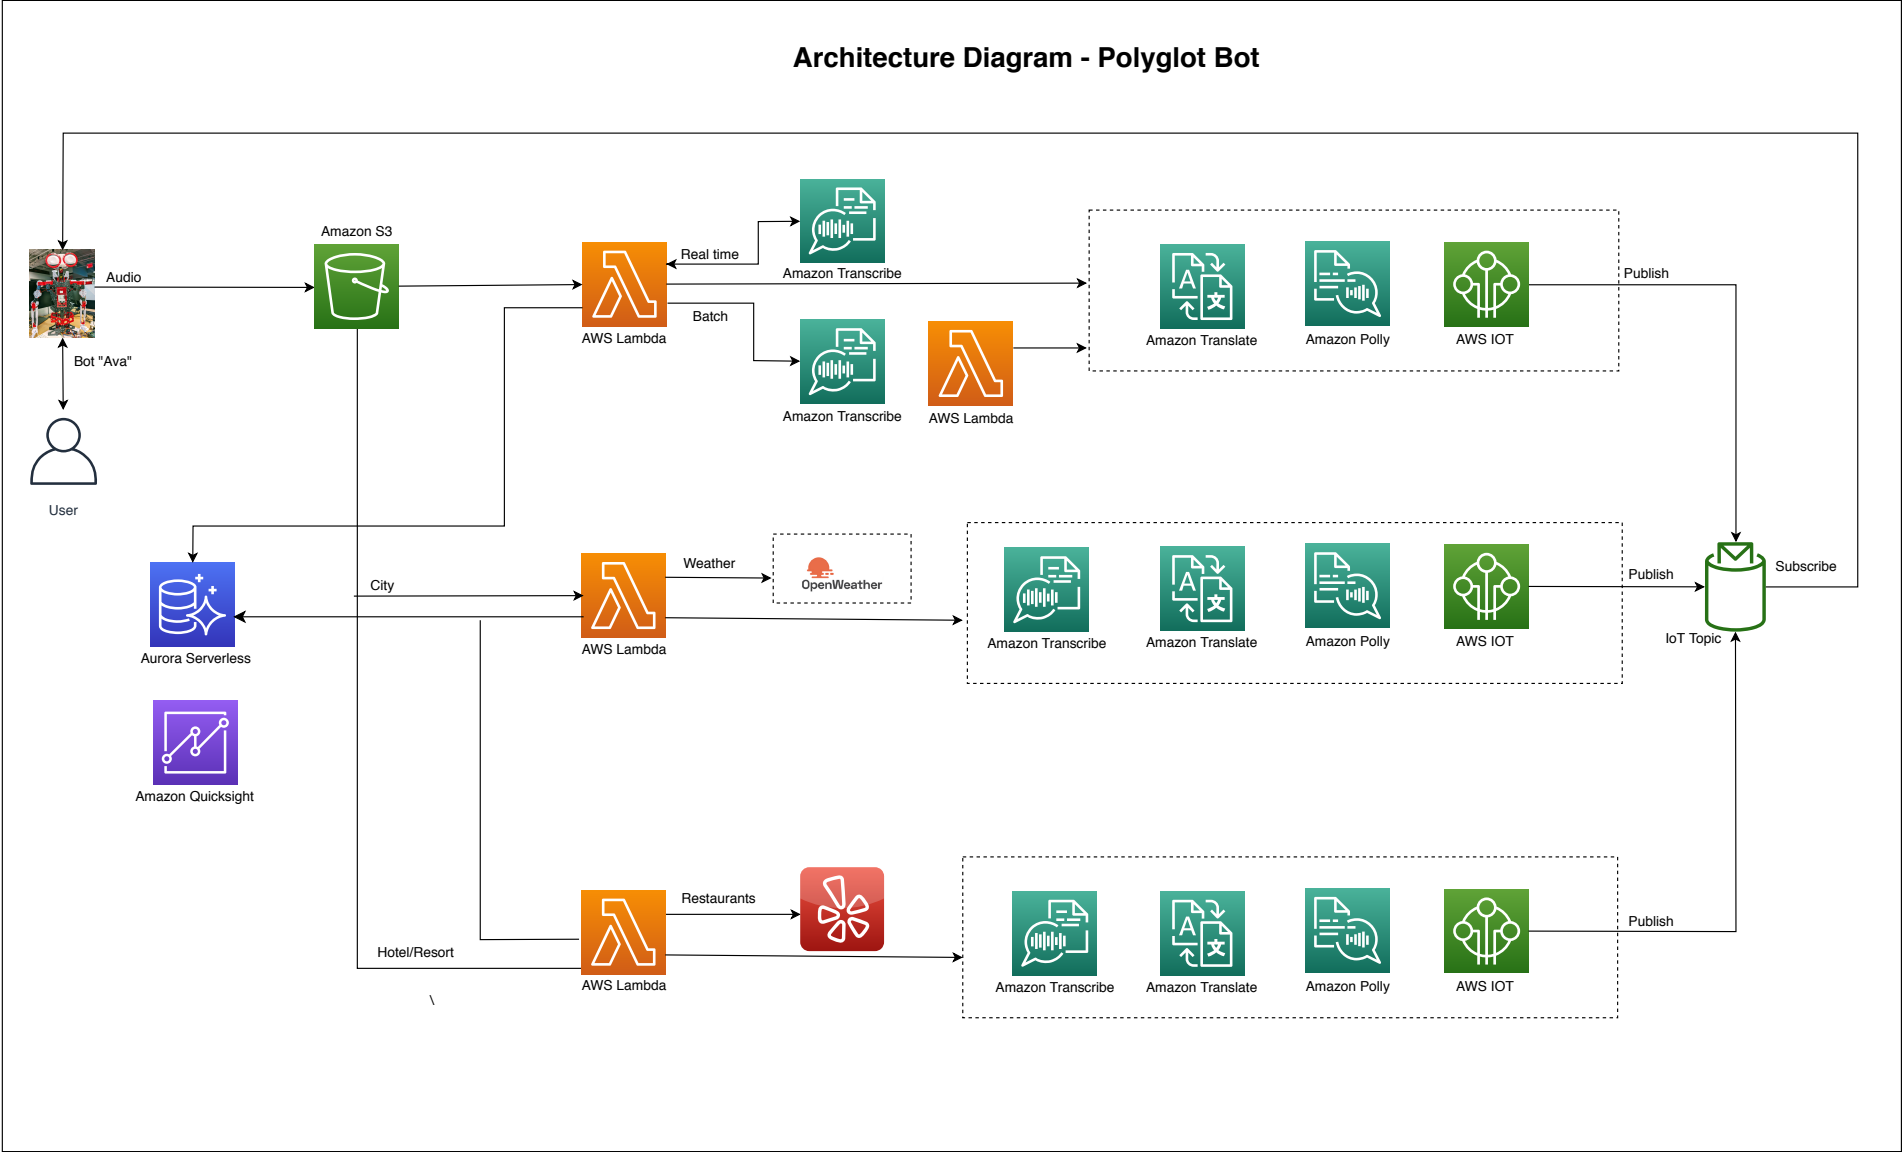 Architecture Diagram - Polyglot Bot
Amazon S3
Audio
Bot "Ava"
User
AWS Lambda
Real time
Batch
Amazon Transcribe
Amazon Transcribe
AWS Lambda
Amazon Translate
Amazon Polly
AWS IOT
Publish
Aurora Serverless
Amazon Quicksight
City
AWS Lambda
Weather
OpenWeather
Amazon Transcribe
Amazon Translate
Amazon Polly
AWS IOT
Publish
IoT Topic
Subscribe
Hotel/Resort
\
AWS Lambda
Restaurants
Amazon Transcribe
Amazon Translate
Amazon Polly
AWS IOT
Publish